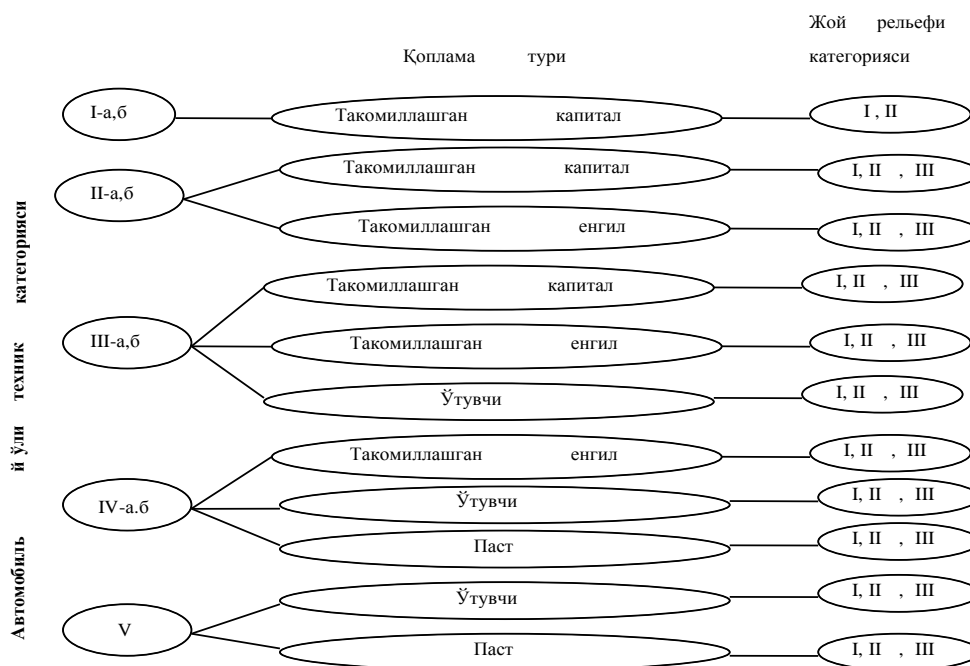 Жой рельефи
категорияси
Қоплама тури
I-а,б
Такомиллашган капитал
I , II
II-а,б
Такомиллашган капитал
I, II , III
Такомиллашган енгил
I, II , III
III-а,б
Такомиллашган капитал
I, II , III
Такомиллашган енгил
I, II , III
Ўтувчи
I, II , III
IV-а.б
Такомиллашган енгил
I, II , III
Ўтувчи
I, II , III
Паст
I, II , III
V
Ўтувчи
I, II , III
Паст
I, II , III
Автомобиль й ўли техник категорияси